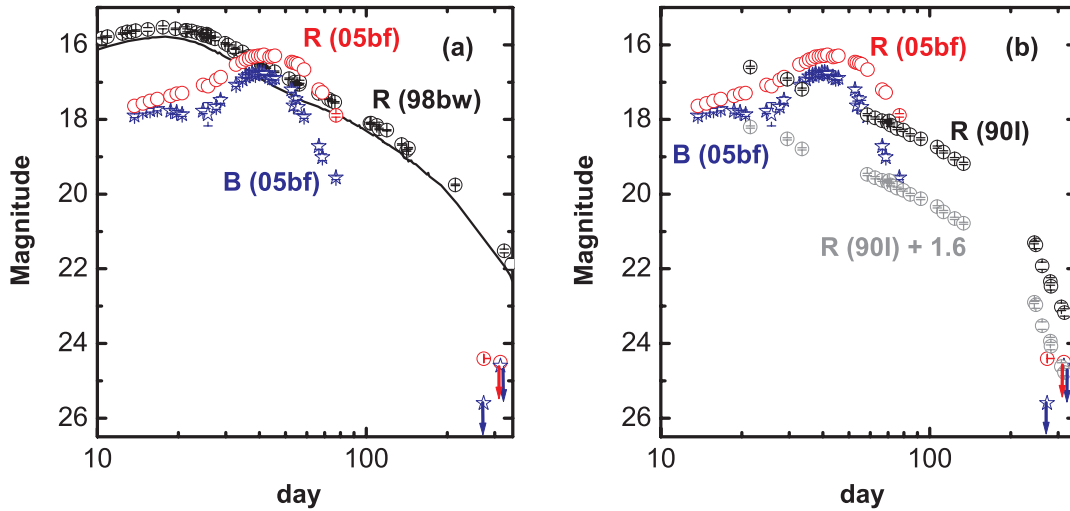 R (05bf)
(a)
R (98bw)
B (05bf)
16
18
20
22
24
26
Magnitude
10
100
day
(b)
R (05bf)
R (90I)
B (05bf)
R (90I) + 1.6
16
18
20
22
24
26
Magnitude
10
100
day